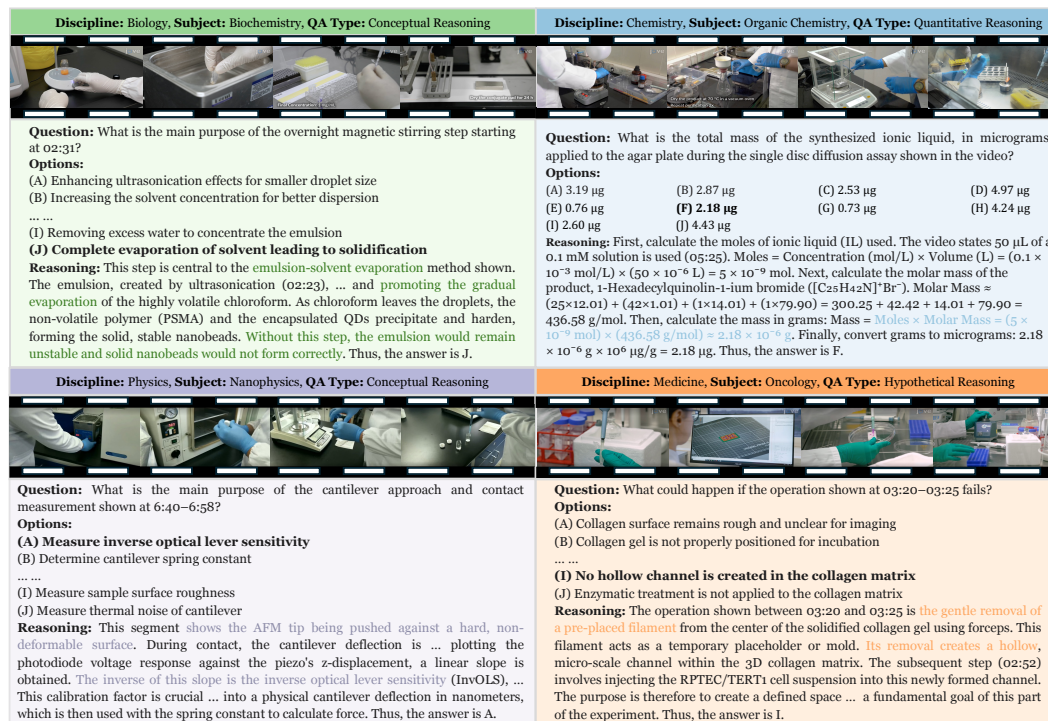 Discipline: Biology, Subject: Biochemistry, QA Type: Conceptual Reasoning
Dry the nanobeads and for 24 h
Question: What is the main purpose of the overnight magnetic stirring step starting
at 02:31?
Options:
(A) Enhancing ultrasonication effects for smaller droplet size
(B) Increasing the solvent concentration for better dispersion
... ...
(I) Removing excess water to concentrate the emulsion
(J) Complete evaporation of solvent leading to solidification
Reasoning: This step is central to the emulsion-solvent evaporation method shown.
The emulsion, created by ultrasonication (02:23), ... and promoting the gradual
evaporation of the highly volatile chloroform. As chloroform leaves the droplets, the
non-volatile polymer (PSMA) and the encapsulated QDs precipitate and harden,
forming the solid, stable nanobeads. Without this step, the emulsion would remain
unstable and solid nanobeads would not form correctly. Thus, the answer is J.
Discipline: Chemistry, Subject: Organic Chemistry, QA Type: Quantitative Reasoning
Question: What is the total mass of the synthesized ionic liquid, in micrograms
applied to the agar plate during the single disc diffusion assay shown in the video?
Options:
(A) 3.19 µg (B) 2.87 µg (C) 2.53 µg (D) 4.97 µg
(E) 0.76 µg (F) 2.18 µg (G) 0.73 µg (H) 4.24 µg
(I) 2.60 µg (J) 4.43 µg
Reasoning: First, calculate the moles of ionic liquid (IL) used. The video states 50 µL of a
0.1 mM solution is used (05:25). Moles = Concentration (mol/L) × Volume (L) = (0.1 ×
10⁻³ mol/L) × (50 × 10⁻⁶ L) = 5 × 10⁻⁹ mol. Next, calculate the molar mass of the
product, 1-Hexadecylquinolin-1-ium bromide ([C25H42N]⁺Br⁻). Molar Mass ≈
(25×12.01) + (42×1.01) + (1×14.01) + (1×79.90) = 300.25 + 42.42 + 14.01 + 79.90 =
436.58 g/mol. Then, calculate the mass in grams: Mass = Moles × Molar Mass = (5 ×
10⁻⁹ mol) × (436.58 g/mol) ≈ 2.18 × 10⁻⁶ g. Finally, convert grams to micrograms: 2.18
× 10⁻⁶ g × 10⁶ µg/g = 2.18 µg. Thus, the answer is F.
Discipline: Physics, Subject: Nanophysics, QA Type: Conceptual Reasoning
Question: What is the main purpose of the cantilever approach and contact
measurement shown at 6:40–6:58?
Options:
(A) Measure inverse optical lever sensitivity
(B) Determine cantilever spring constant
... ...
(I) Measure sample surface roughness
(J) Measure thermal noise of cantilever
Reasoning: This segment shows the AFM tip being pushed against a hard, non-
deformable surface. During contact, the cantilever deflection is ... plotting the
photodiode voltage response against the piezo's z-displacement, a linear slope is
obtained. The inverse of this slope is the inverse optical lever sensitivity (InvOLS), ...
This calibration factor is crucial ... into a physical cantilever deflection in nanometers,
which is then used with the spring constant to calculate force. Thus, the answer is A.
Discipline: Medicine, Subject: Oncology, QA Type: Hypothetical Reasoning
Question: What could happen if the operation shown at 03:20–03:25 fails?
Options:
(A) Collagen surface remains rough and unclear for imaging
(B) Collagen gel is not properly positioned for incubation
... ...
(I) No hollow channel is created in the collagen matrix
(J) Enzymatic treatment is not applied to the collagen matrix
Reasoning: The operation shown between 03:20 and 03:25 is the gentle removal of
a pre-placed filament from the center of the solidified collagen gel using forceps. This
filament acts as a temporary placeholder or mold. Its removal creates a hollow,
micro-scale channel within the 3D collagen matrix. The subsequent step (02:52)
involves injecting the RPTEC/TERT1 cell suspension into this newly formed channel.
The purpose is therefore to create a defined space ... a fundamental goal of this part
of the experiment. Thus, the answer is I.